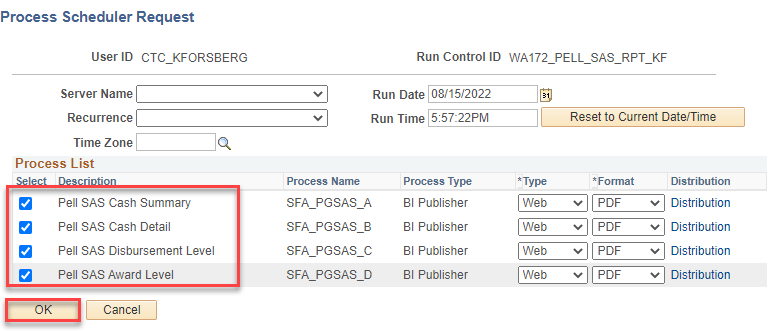 Process Scheduler Request
User ID CTC_KFORSBERG Run Control ID WA172_PELL_SAS_RPT_KF
Server Name Run Date 08/15/2022 31
Recurrence Run Time 5:57:22PM Reset to Current Date/Time
Time Zone
Process List
Select Description Process Name Process Type *Type *Format Distribution
Pell SAS Cash Summary SFA_PGSAS_A BI Publisher Web PDF Distribution
Pell SAS Cash Detail SFA_PGSAS_B BI Publisher Web PDF Distribution
Pell SAS Disbursement Level SFA_PGSAS_C BI Publisher Web PDF Distribution
Pell SAS Award Level SFA_PGSAS_D BI Publisher Web PDF Distribution
OK Cancel